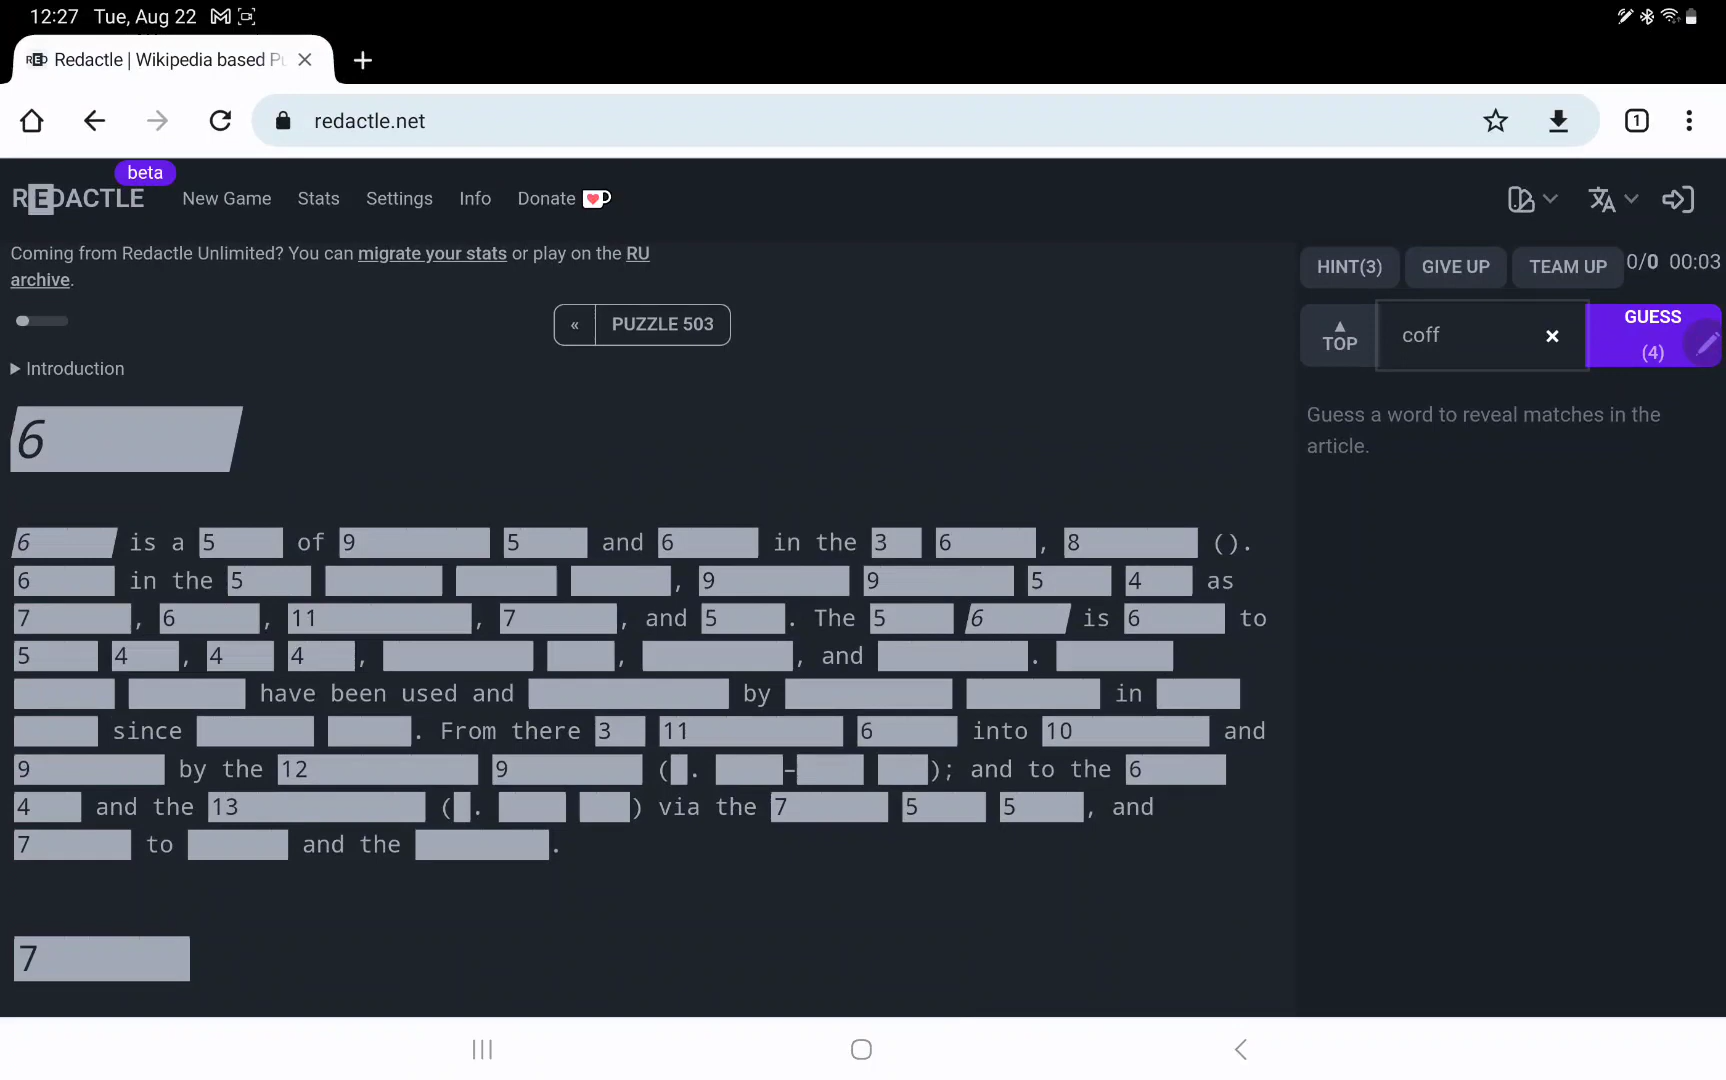 12:27 Tue, Aug 22
RED Redactle | Wikipedia based Pu
redactle.net
1
beta
REDACTLE New Game Stats Settings Info Donate
Coming from Redactle Unlimited? You can migrate your stats or play on the RU
archive.
HINT(3) GIVE UP TEAM UP 0/0 00:03
« PUZZLE 503
▲
TOP
coff ×
GUESS
(4)
▶ Introduction
Guess a word to reveal matches in the
article.
6
6 is a 5 of 9 5 and 6 in the 3 6, 8 ().
6 in the 5 , 9 9 5 4 as
7, 6, 11, 7, and 5. The 5 6 is 6 to
5 4, 4 4, , , and .
have been used and by in
since . From there 3 11 6 into 10 and
9 by the 12 9 ( . – ); and to the 6
4 and the 13 ( . ) via the 7 5 5, and
7 to and the .
7